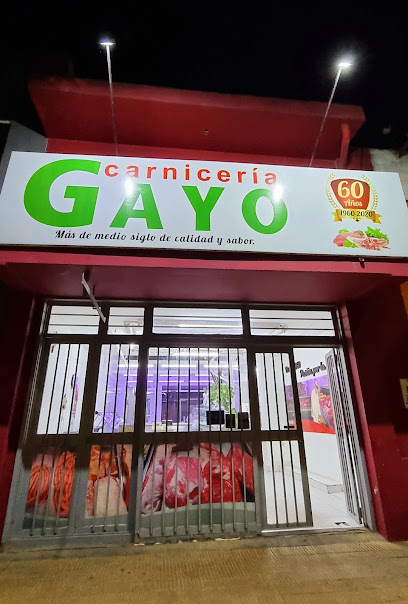 carnicería
GAYO
Más de medio siglo de calidad y sabor.
60
Años
1960-2020